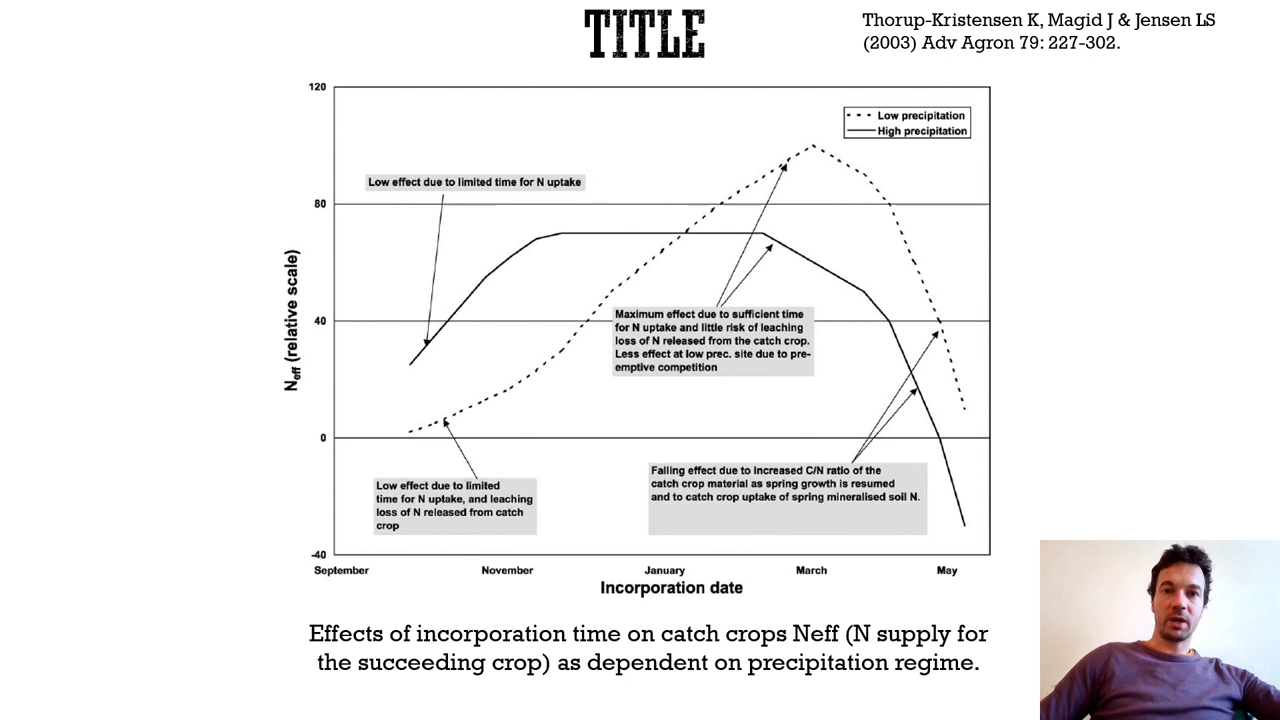 TITLE
Thorup-Kristensen K, Magid J & Jensen LS
(2003) Adv Agron 79: 227-302.
120
Low precipitation
High precipitation
Low effect due to limited time for N uptake
80
Neff (relative scale)
Maximum effect due to sufficient time
for N uptake and little risk of leaching
loss of N released from the catch crop.
Less effect at low prec. site due to pre-
emptive competition
40
0
Low effect due to limited
time for N uptake, and leaching
loss of N released from catch
crop
Falling effect due to increased C/N ratio of the
catch crop material as spring growth is resumed
and to catch crop uptake of spring mineralised soil N.
-40
September November January March May
Incorporation date
Effects of incorporation time on catch crops Neff (N supply for
the succeeding crop) as dependent on precipitation regime.